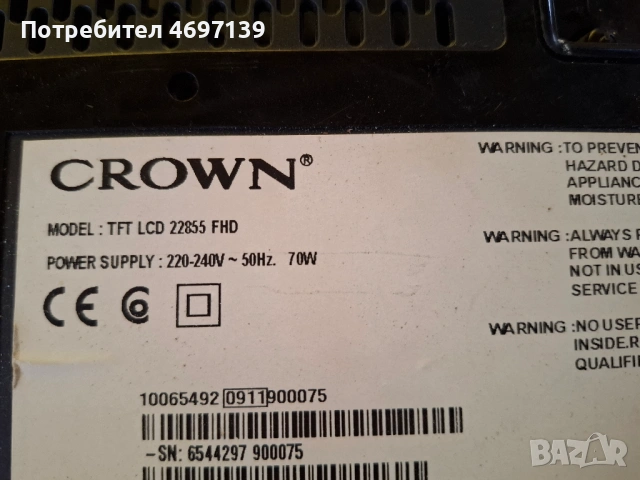 Потребител 4697139
CROWN®
MODEL : TFT LCD 22855 FHD
POWER SUPPLY : 220-240V ~ 50Hz. 70W
CE
10065492 0911 900075
-SN: 6544297 900075
WARNING :TO PREVEN
HAZARD D
APPLIANC
MOISTURE
WARNING :ALWAYS
FROM WA
NOT IN US
SERVICE
WARNING :NO USER
INSIDE.R
QUALIFI
BAZAR